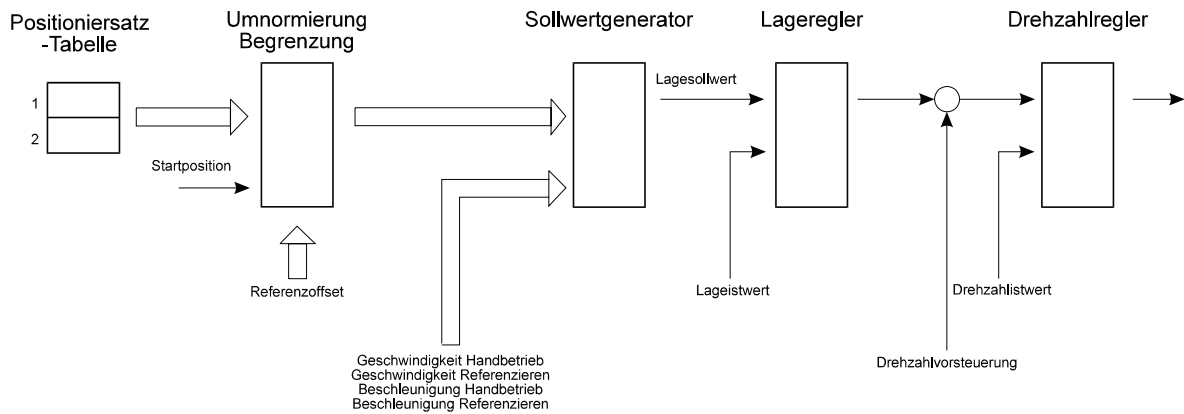 Positioniersatz
-Tabelle
Umnormierung
Begrenzung
Sollwertgenerator
Lageregler
Drehzahlregler
1
2
Startposition
Referenzoffset
Lagesollwert
Lageistwert
Drehzahlistwert
Drehzahlvorsteuerung
Geschwindigkeit Handbetrieb
Geschwindigkeit Referenzieren
Beschleunigung Handbetrieb
Beschleunigung Referenzieren